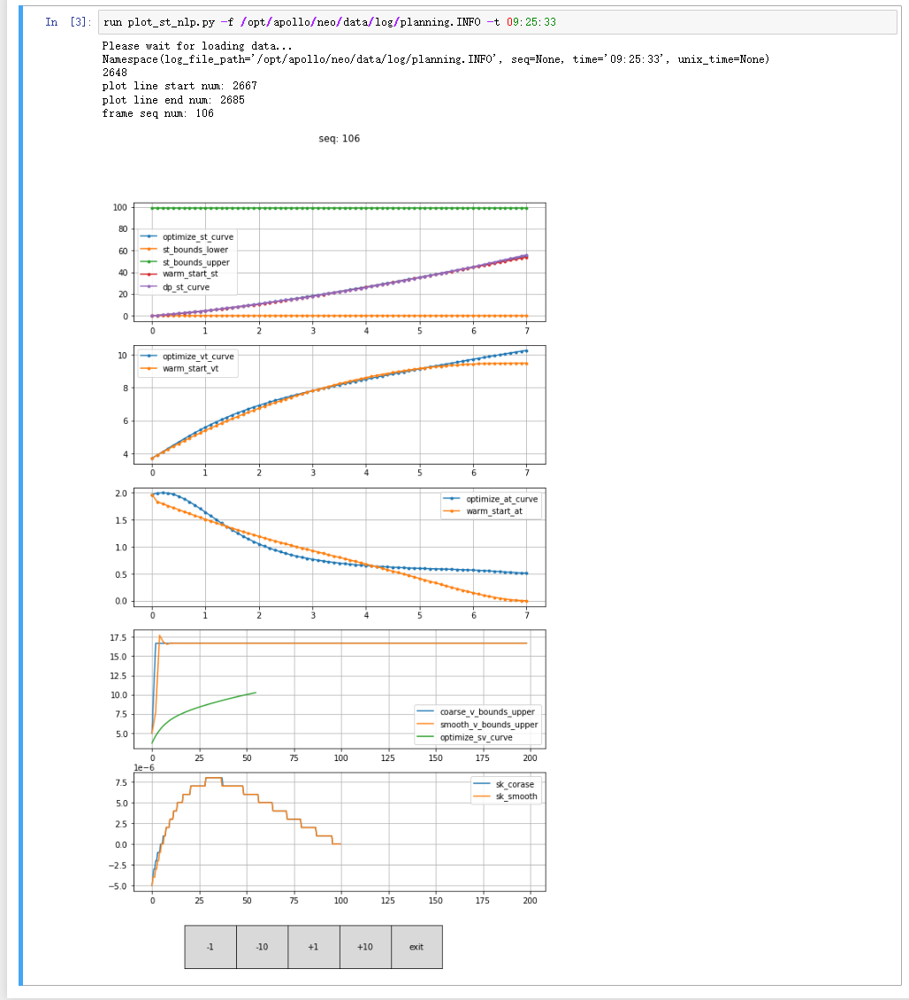 In [3]: run plot_st_nlp.py -f /opt/apollo/neo/data/log/planning.INFO -t 09:25:33
Please wait for loading data...
Namespace(log_file_path='/opt/apollo/neo/data/log/planning.INFO', seq=None, time='09:25:33', unix_time=None)
2648
plot line start num: 2667
plot line end num: 2685
frame seq num: 106
seq: 106
100
80
60
40
20
0
optimize_st_curve
st_bounds_lower
st_bounds_upper
warm_start_st
dp_st_curve
0 1 2 3 4 5 6 7
10
8
6
4
optimize_vt_curve
warm_start_vt
0 1 2 3 4 5 6 7
2.0
1.5
1.0
0.5
0.0
optimize_at_curve
warm_start_at
0 1 2 3 4 5 6 7
17.5
15.0
12.5
10.0
7.5
5.0
coarse_v_bounds_upper
smooth_v_bounds_upper
optimize_sv_curve
0 25 50 75 100 125 150 175 200
1e-6
7.5
5.0
2.5
0.0
−2.5
−5.0
sk_corase
sk_smooth
0 25 50 75 100 125 150 175 200
-1 -10 +1 +10 exit